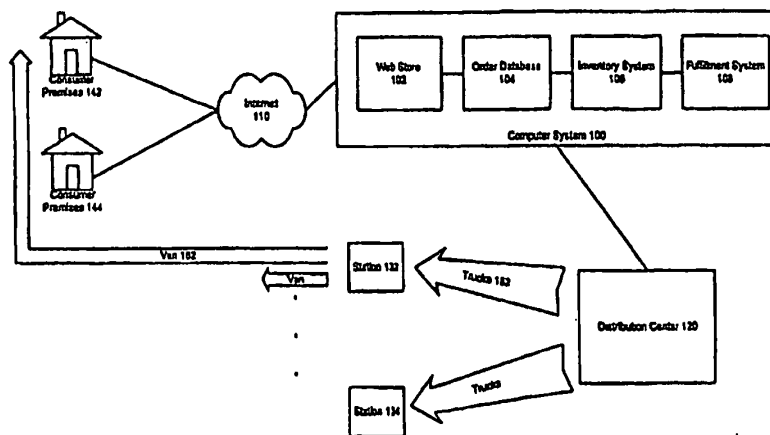 Web Store
102
Order Database
104
Inventory System
106
Fulfillment System
108
Computer System 100
Internet
110
Consumer
Premises 142
Consumer
Premises 144
Van 162
Van
Station 132
Trucks 152
Distribution Center 120
Trucks
Station 134